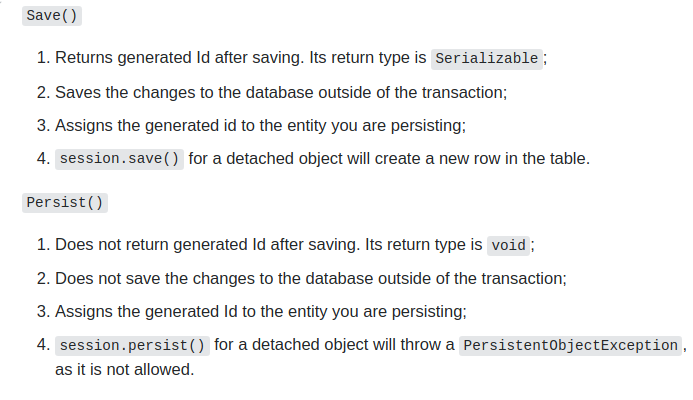 Save()
1. Returns generated Id after saving. Its return type is Serializable;
2. Saves the changes to the database outside of the transaction;
3. Assigns the generated id to the entity you are persisting;
4. session.save() for a detached object will create a new row in the table.
Persist()
1. Does not return generated Id after saving. Its return type is void;
2. Does not save the changes to the database outside of the transaction;
3. Assigns the generated Id to the entity you are persisting;
4. session.persist() for a detached object will throw a PersistentObjectException,
as it is not allowed.